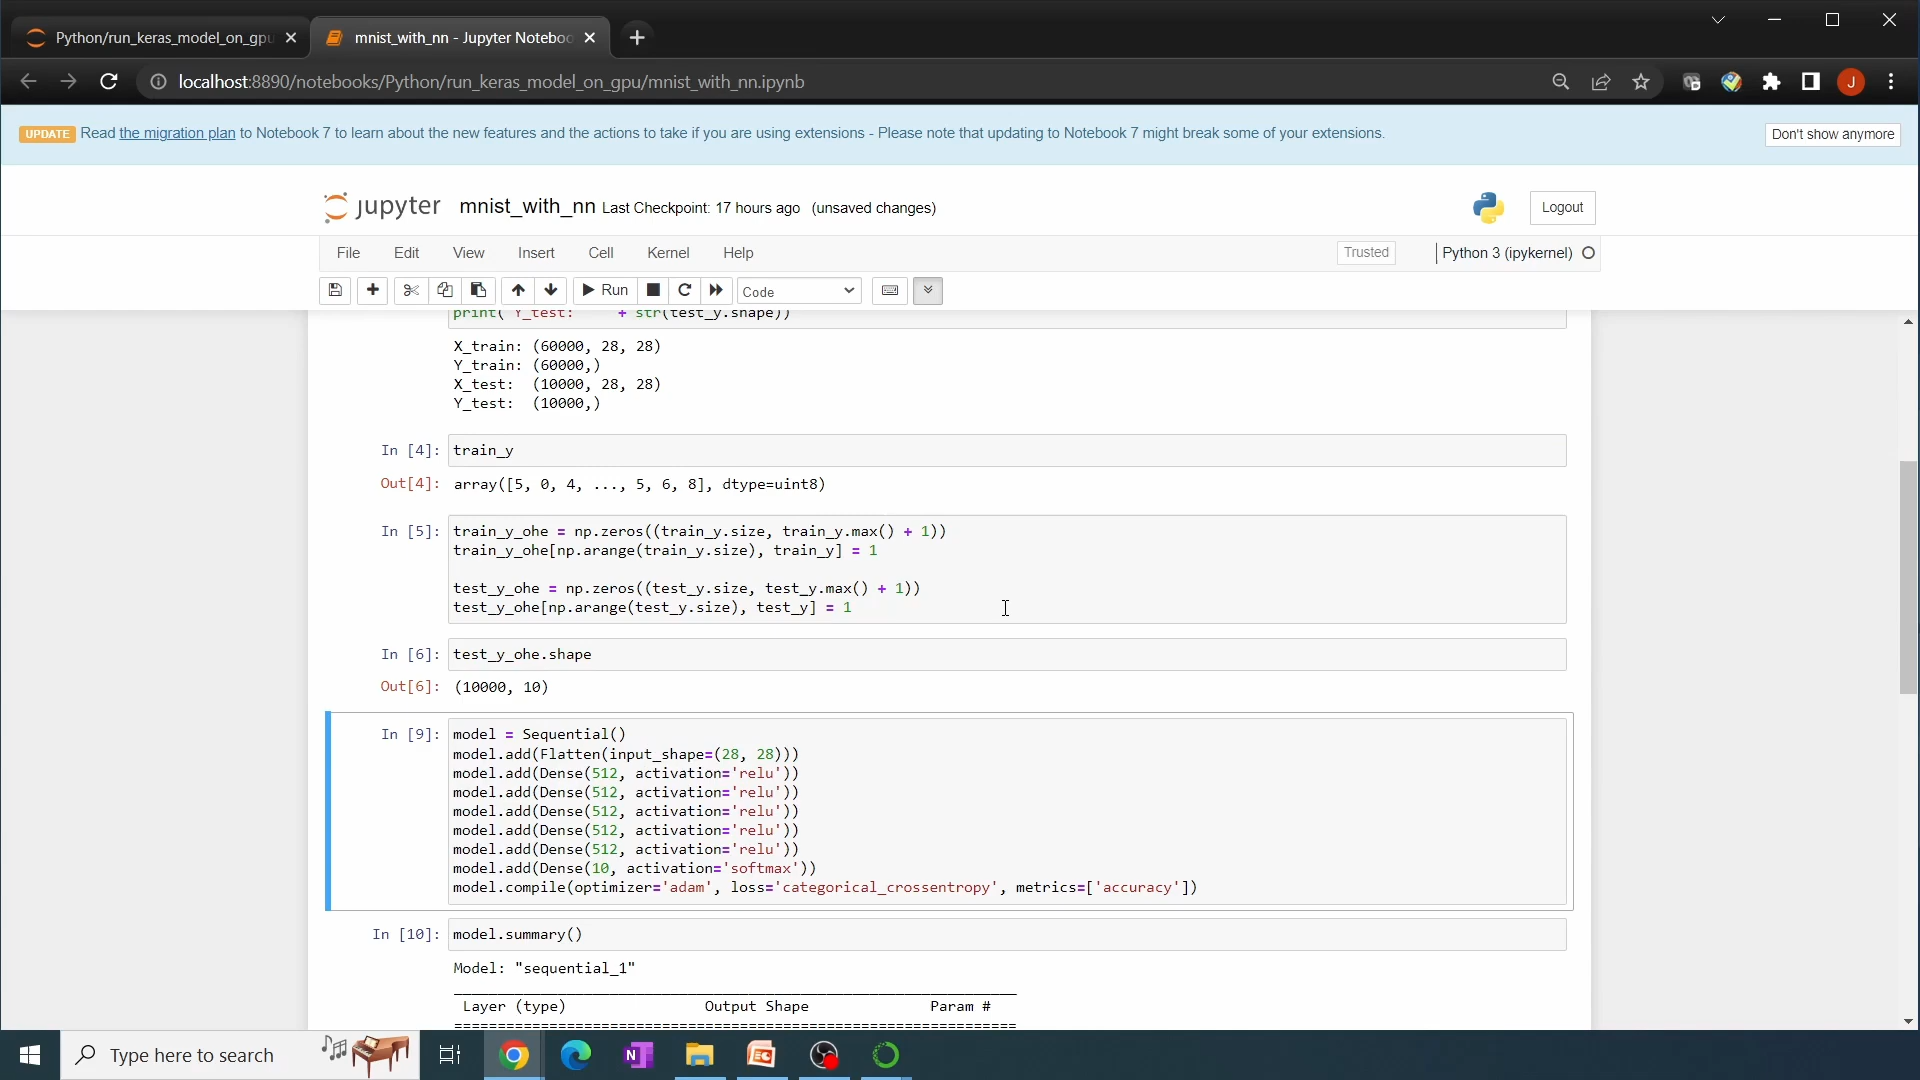 Python/run_keras_model_on_gpu
mnist_with_nn - Jupyter Noteboo
localhost:8890/notebooks/Python/run_keras_model_on_gpu/mnist_with_nn.ipynb
J
UPDATE Read the migration plan to Notebook 7 to learn about the new features and the actions to take if you are using extensions - Please note that updating to Notebook 7 might break some of your extensions.
Don't show anymore
jupyter mnist_with_nn Last Checkpoint: 17 hours ago (unsaved changes)
Logout
File Edit View Insert Cell Kernel Help
Trusted
Python 3 (ipykernel)
Run
Code
print("Y_test: " + str(test_y.shape))
X_train: (60000, 28, 28)
Y_train: (60000,)
X_test: (10000, 28, 28)
Y_test: (10000,)
In [4]: train_y
Out[4]: array([5, 0, 4, ..., 5, 6, 8], dtype=uint8)
In [5]: train_y_ohe = np.zeros((train_y.size, train_y.max() + 1))
train_y_ohe[np.arange(train_y.size), train_y] = 1
test_y_ohe = np.zeros((test_y.size, test_y.max() + 1))
test_y_ohe[np.arange(test_y.size), test_y] = 1
In [6]: test_y_ohe.shape
Out[6]: (10000, 10)
In [9]: model = Sequential()
model.add(Flatten(input_shape=(28, 28)))
model.add(Dense(512, activation='relu'))
model.add(Dense(512, activation='relu'))
model.add(Dense(512, activation='relu'))
model.add(Dense(512, activation='relu'))
model.add(Dense(512, activation='relu'))
model.add(Dense(10, activation='softmax'))
model.compile(optimizer='adam', loss='categorical_crossentropy', metrics=['accuracy'])
In [10]: model.summary()
Model: "sequential_1"
Layer (type) Output Shape Param #
Type here to search